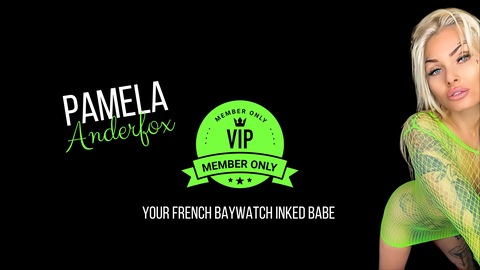 PAMELA
Anderfox
MEMBER ONLY
VIP
MEMBER ONLY
YOUR FRENCH BAYWATCH INKED BABE